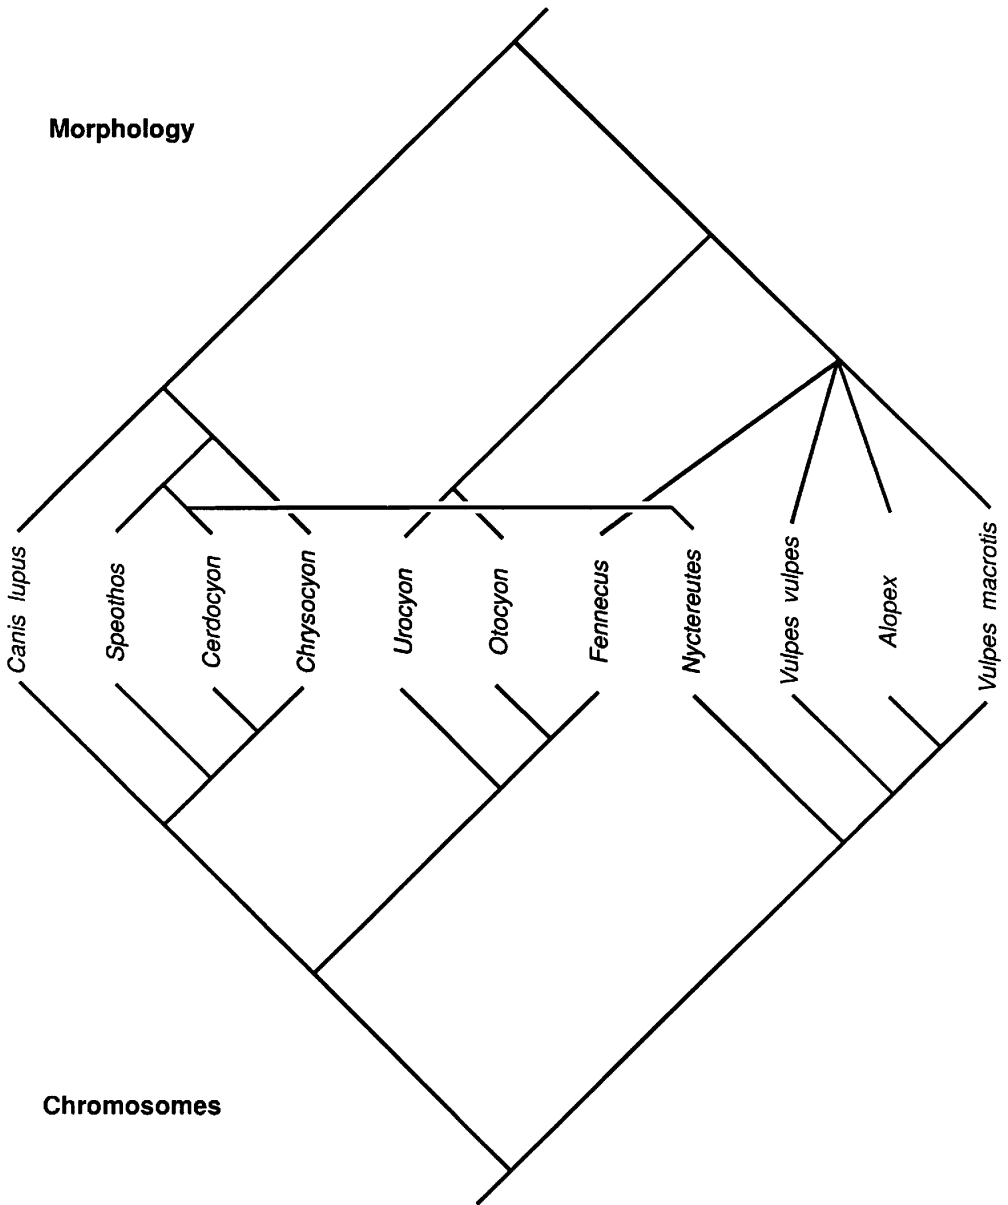 Morphology
Canis lupus
Speothos
Cerdocyon
Chrysocyon
Urocyon
Otocyon
Fennecus
Nyctereutes
Vulpes vulpes
Alopex
Vulpes macrotis
Chromosomes